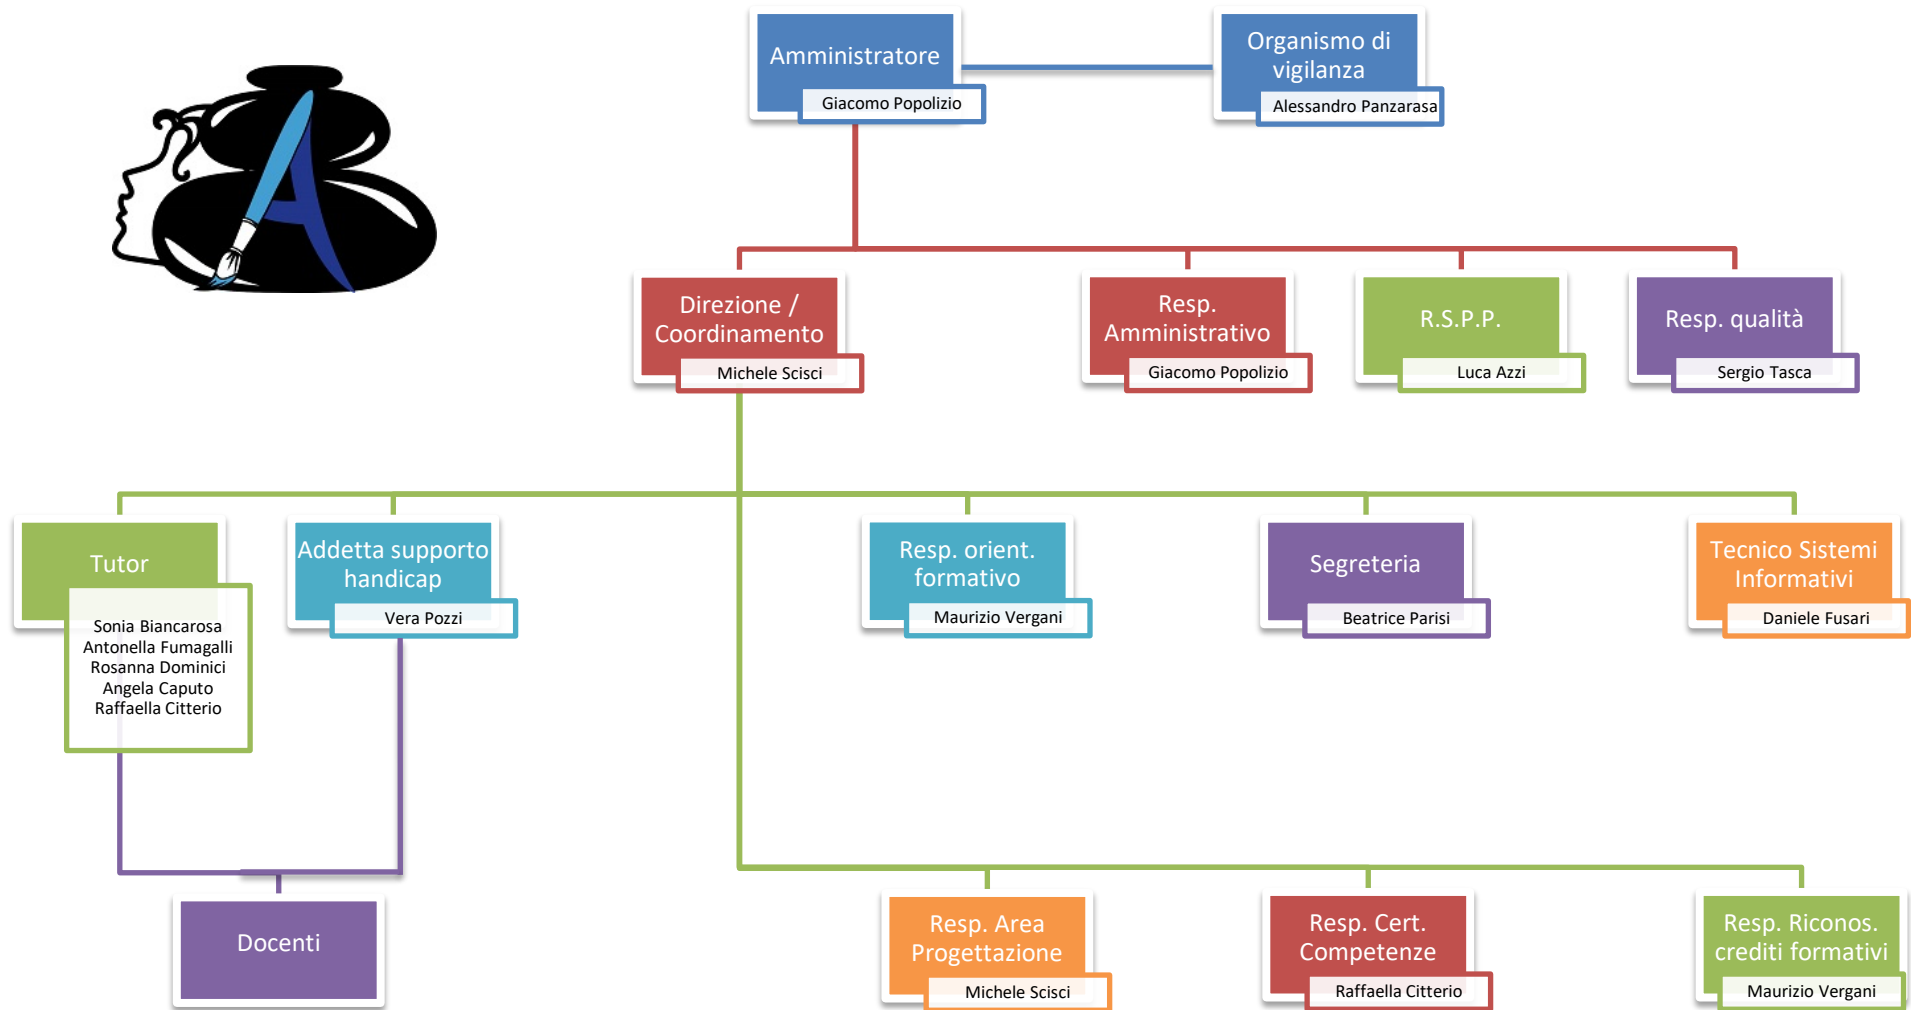 Amministratore
Giacomo Popolizio
Organismo di
vigilanza
Alessandro Panzarasa
Direzione /
Coordinamento
Michele Scisci
Resp.
Amministrativo
Giacomo Popolizio
R.S.P.P.
Luca Azzi
Resp. qualità
Sergio Tasca
Tutor
Sonia Biancarosa
Antonella Fumagalli
Rosanna Dominici
Angela Caputo
Raffaella Citterio
Addetta supporto
handicap
Vera Pozzi
Resp. orient.
formativo
Maurizio Vergani
Segreteria
Beatrice Parisi
Tecnico Sistemi
Informativi
Daniele Fusari
Docenti
Resp. Area
Progettazione
Michele Scisci
Resp. Cert.
Competenze
Raffaella Citterio
Resp. Riconos.
crediti formativi
Maurizio Vergani